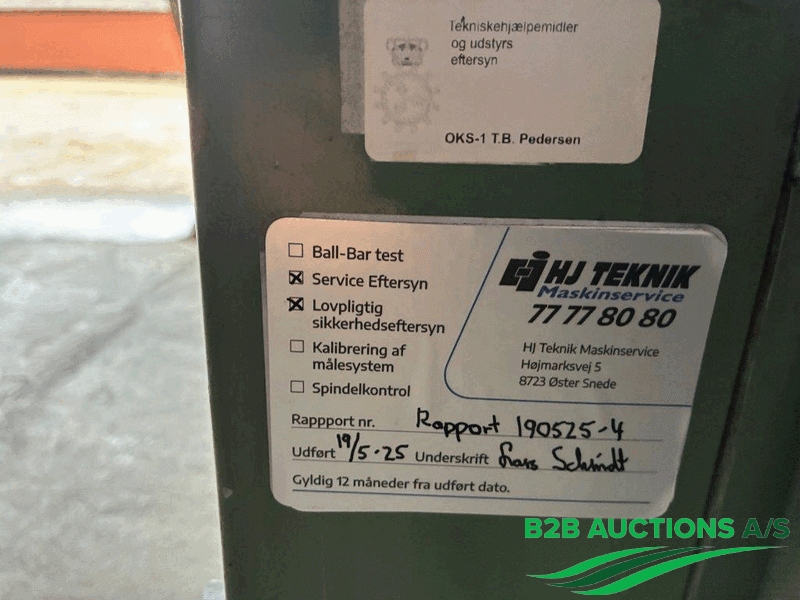 Tekniskehjælpemidler
og udstyrs
eftersyn
OKS-1 T.B. Pedersen
Ball-Bar test
Service Eftersyn
Lovpligtig
sikkerhedseftersyn
Kalibrering af
målesystem
Spindelkontrol
HJ TEKNIK
Maskinservice
77 77 80 80
HJ Teknik Maskinservice
Højmarksvej 5
8723 Øster Snede
Rappport nr. Rapport 190525-4
Udført 19/5-25 Underskrift Lars Schmidt
Gyldig 12 måneder fra udført dato.
B2B AUCTIONS A/S